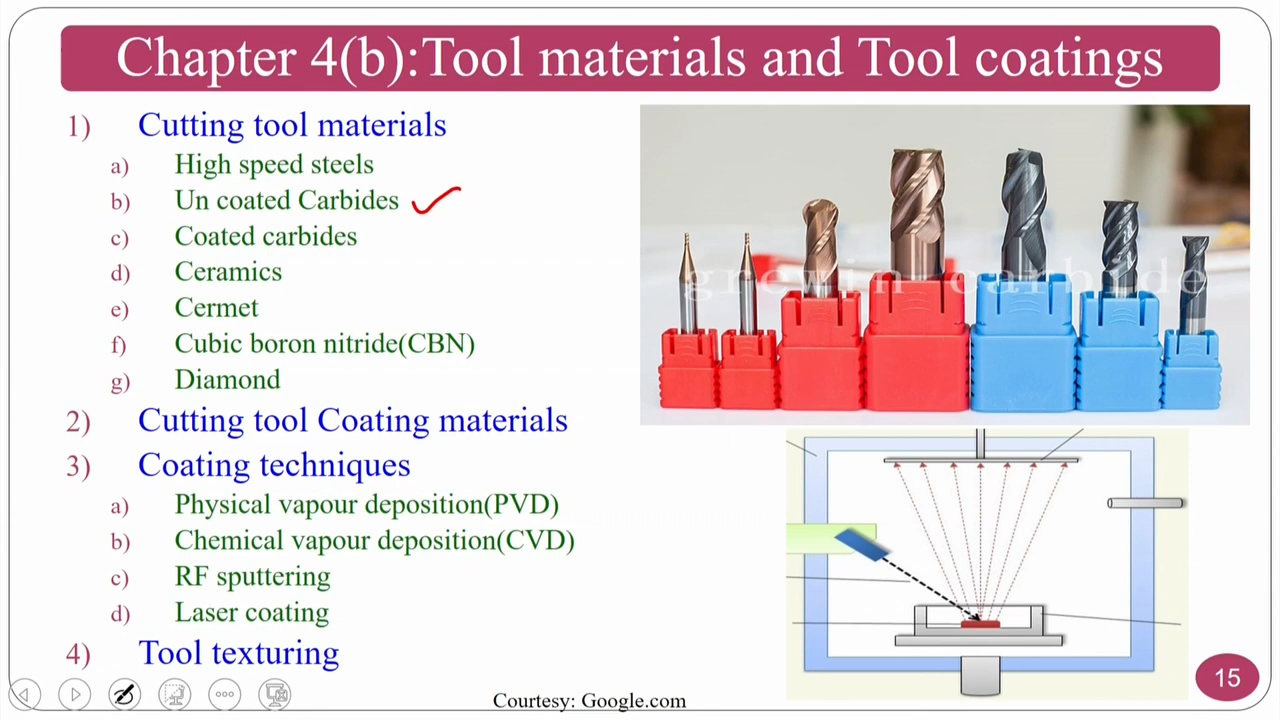 Chapter 4(b):Tool materials and Tool coatings
1) Cutting tool materials
a) High speed steels
b) Un coated Carbides
c) Coated carbides
d) Ceramics
e) Cermet
f) Cubic boron nitride(CBN)
g) Diamond
2) Cutting tool Coating materials
3) Coating techniques
a) Physical vapour deposition(PVD)
b) Chemical vapour deposition(CVD)
c) RF sputtering
d) Laser coating
4) Tool texturing
growin carbide
Courtesy: Google.com
15